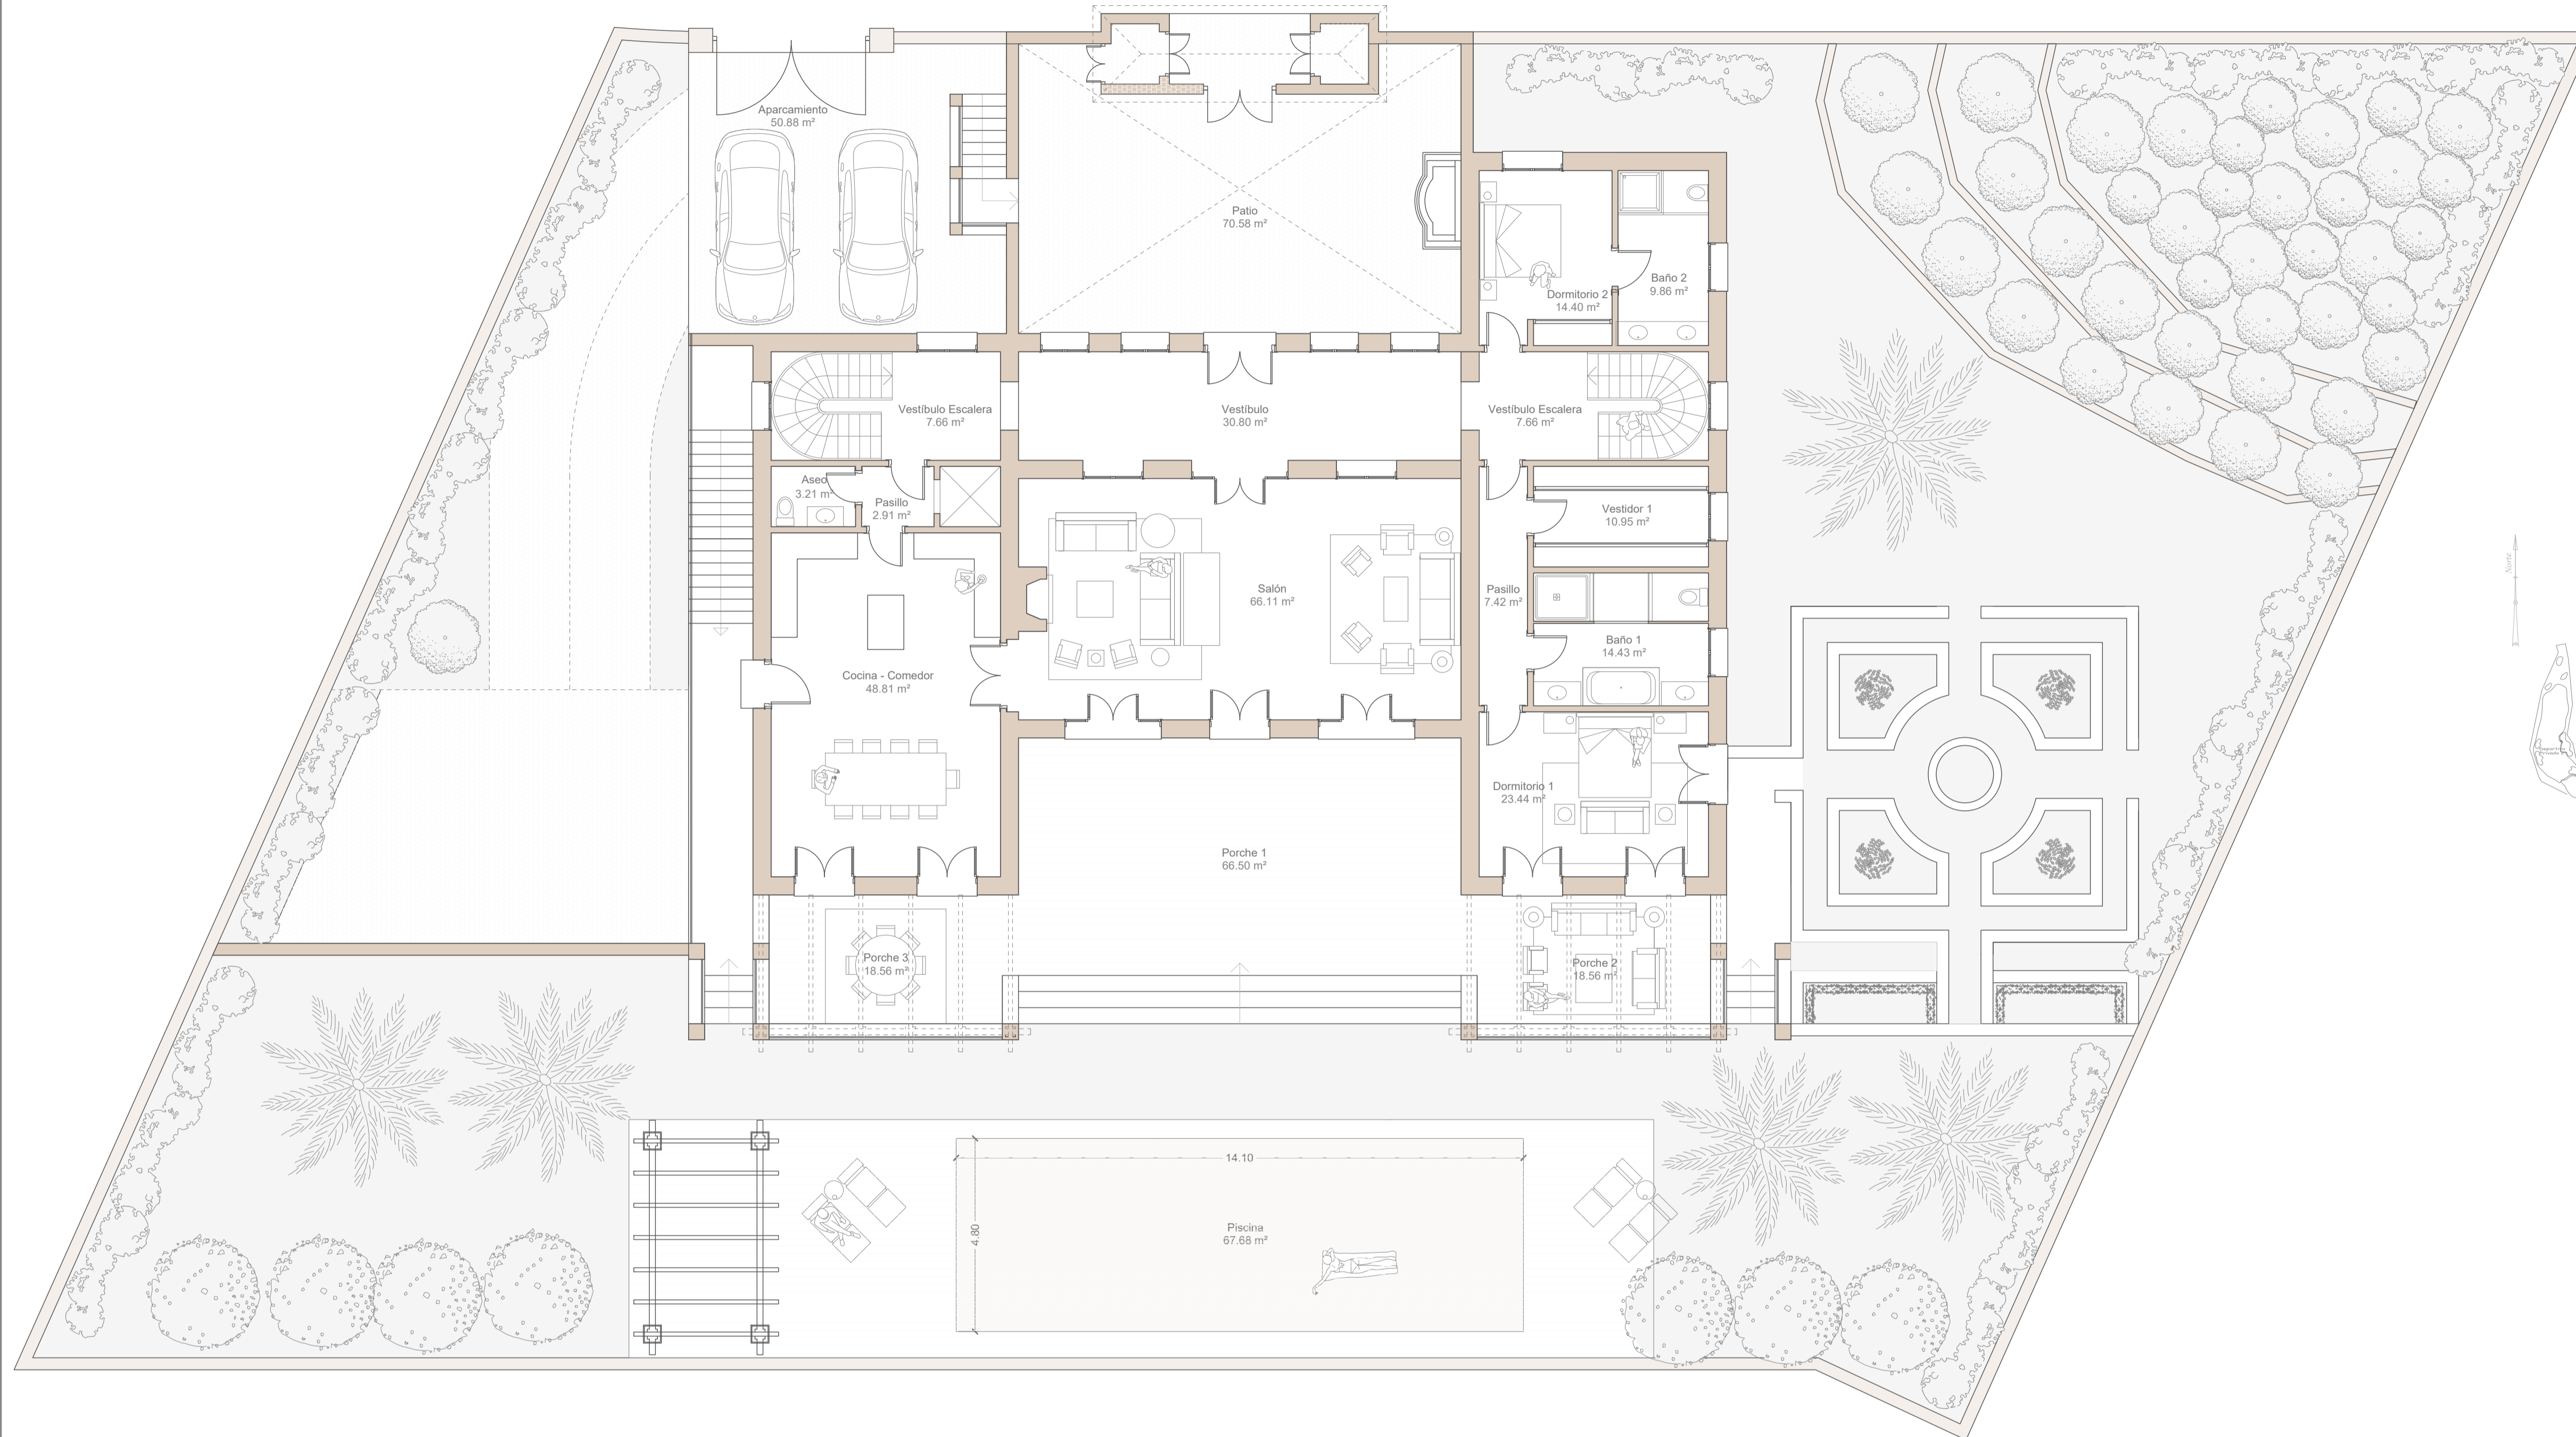 Aparcamiento
50.88 m²
Patio
70.58 m²
Dormitorio 2
14.40 m²
Baño 2
9.86 m²
Vestíbulo Escalera
7.66 m²
Vestíbulo
30.80 m²
Vestíbulo Escalera
7.66 m²
Aseo
3.21 m²
Pasillo
2.91 m²
Vestidor 1
10.95 m²
Norte
Salón
66.11 m²
Pasillo
7.42 m²
Baño 1
14.43 m²
Cocina - Comedor
48.81 m²
Dormitorio 1
23.44 m²
Porche 1
66.50 m²
Porche 3
18.56 m²
Porche 2
18.56 m²
14.10
4.80
Piscina
67.68 m²